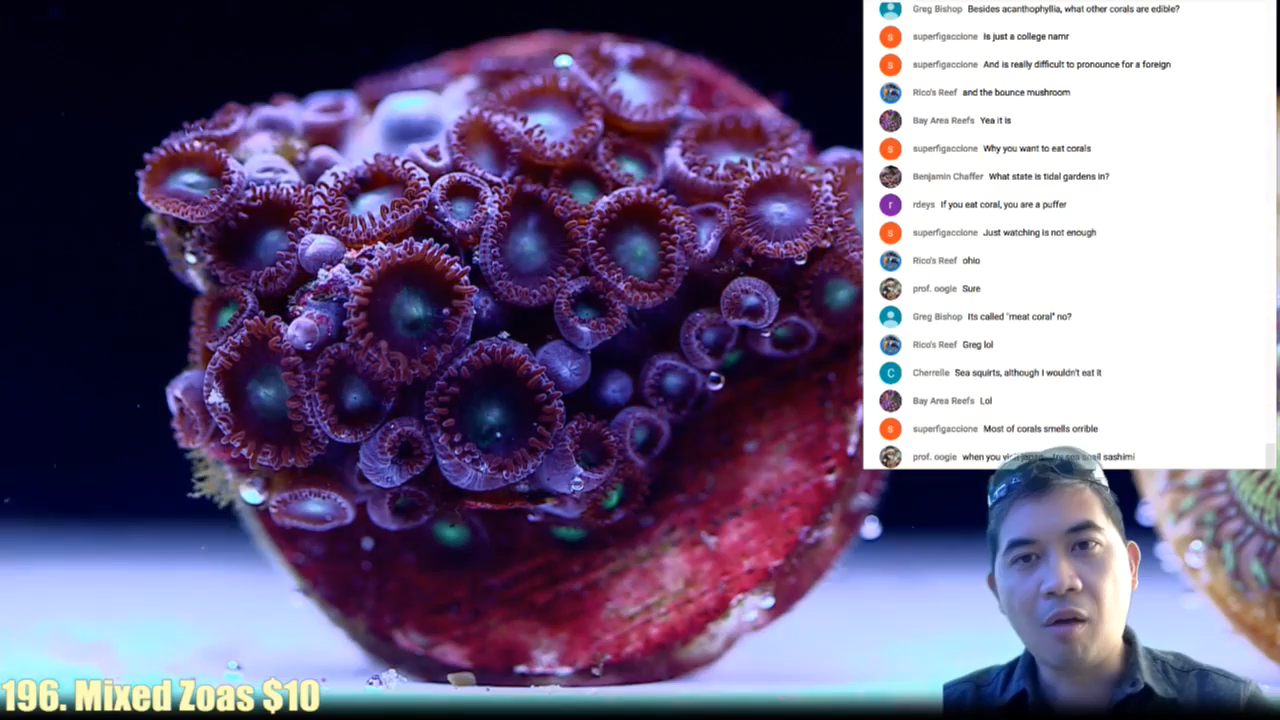 Greg Bishop Besides acanthophyllia, what other corals are edible?
S superfigaccione Is just a college namr
S superfigaccione And is really difficult to pronounce for a foreign
Rico's Reef and the bounce mushroom
Bay Area Reefs Yea it is
S superfigaccione Why you want to eat corals
Benjamin Chaffer What state is tidal gardens in?
r rdeys If you eat coral, you are a puffer
S superfigaccione Just watching is not enough
Rico's Reef ohio
prof. oogie Sure
Greg Bishop Its called "meat coral" no?
Rico's Reef Greg lol
C Cherrelle Sea squirts, although I wouldn't eat it
Bay Area Reefs Lol
S superfigaccione Most of corals smells orrible
prof. oogie when you sea snail sashimi
196. Mixed Zoas $10